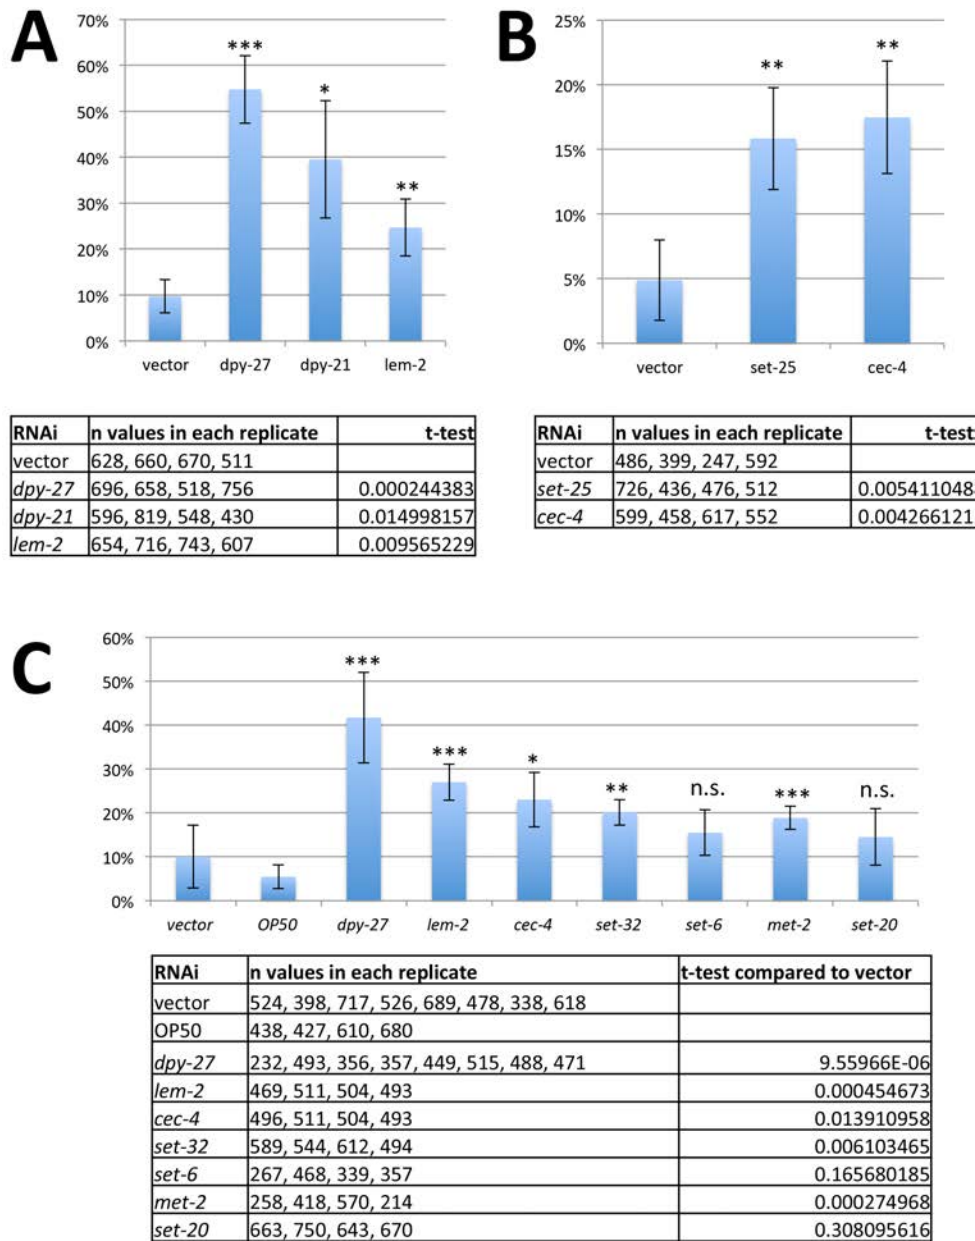 A
70%
60%
50%
40%
30%
20%
10%
0%
***
*
**
vector dpy-27 dpy-21 lem-2
B
25%
20%
15%
10%
5%
0%
**
**
vector set-25 cec-4
RNAi n values in each replicate t-test
vector 628, 660, 670, 511
dpy-27 696, 658, 518, 756 0.000244383
dpy-21 596, 819, 548, 430 0.014998157
lem-2 654, 716, 743, 607 0.009565229
RNAi n values in each replicate t-test
vector 486, 399, 247, 592
set-25 726, 436, 476, 512 0.005411048
cec-4 599, 458, 617, 552 0.004266121
C
60%
50%
40%
30%
20%
10%
0%
*** *** * ** n.s. *** n.s.
vector OP50 dpy-27 lem-2 cec-4 set-32 set-6 met-2 set-20
RNAi n values in each replicate t-test compared to vector
vector 524, 398, 717, 526, 689, 478, 338, 618
OP50 438, 427, 610, 680
dpy-27 232, 493, 356, 357, 449, 515, 488, 471 9.55966E-06
lem-2 469, 511, 504, 493 0.000454673
cec-4 496, 511, 504, 493 0.013910958
set-32 589, 544, 612, 494 0.006103465
set-6 267, 468, 339, 357 0.165680185
met-2 258, 418, 570, 214 0.000274968
set-20 663, 750, 643, 670 0.308095616